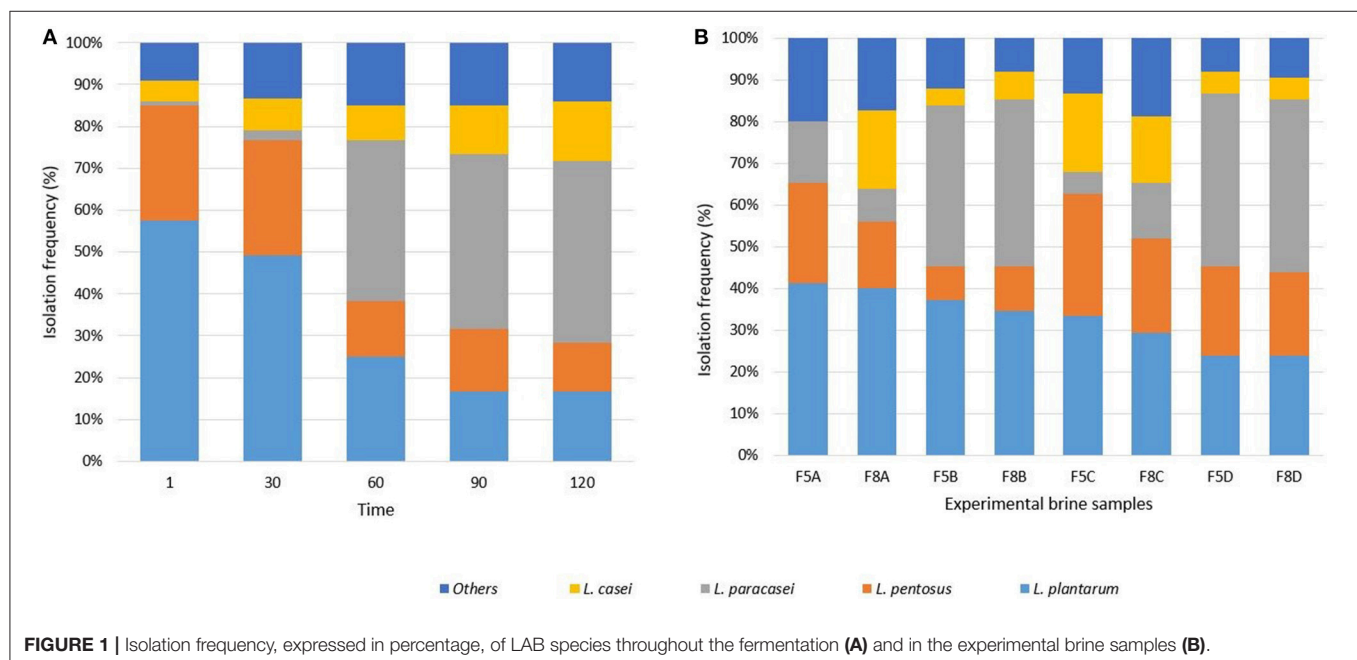 A
100%
90%
80%
70%
60%
50%
40%
30%
20%
10%
0%
Isolation frequency (%)
1 30 60 90 120
Time
B
100%
90%
80%
70%
60%
50%
40%
30%
20%
10%
0%
Isolation frequency (%)
F5A F8A F5B F8B F5C F8C F5D F8D
Experimental brine samples
Others L. casei L. paracasei L. pentosus L. plantarum
FIGURE 1 | Isolation frequency, expressed in percentage, of LAB species throughout the fermentation (A) and in the experimental brine samples (B).